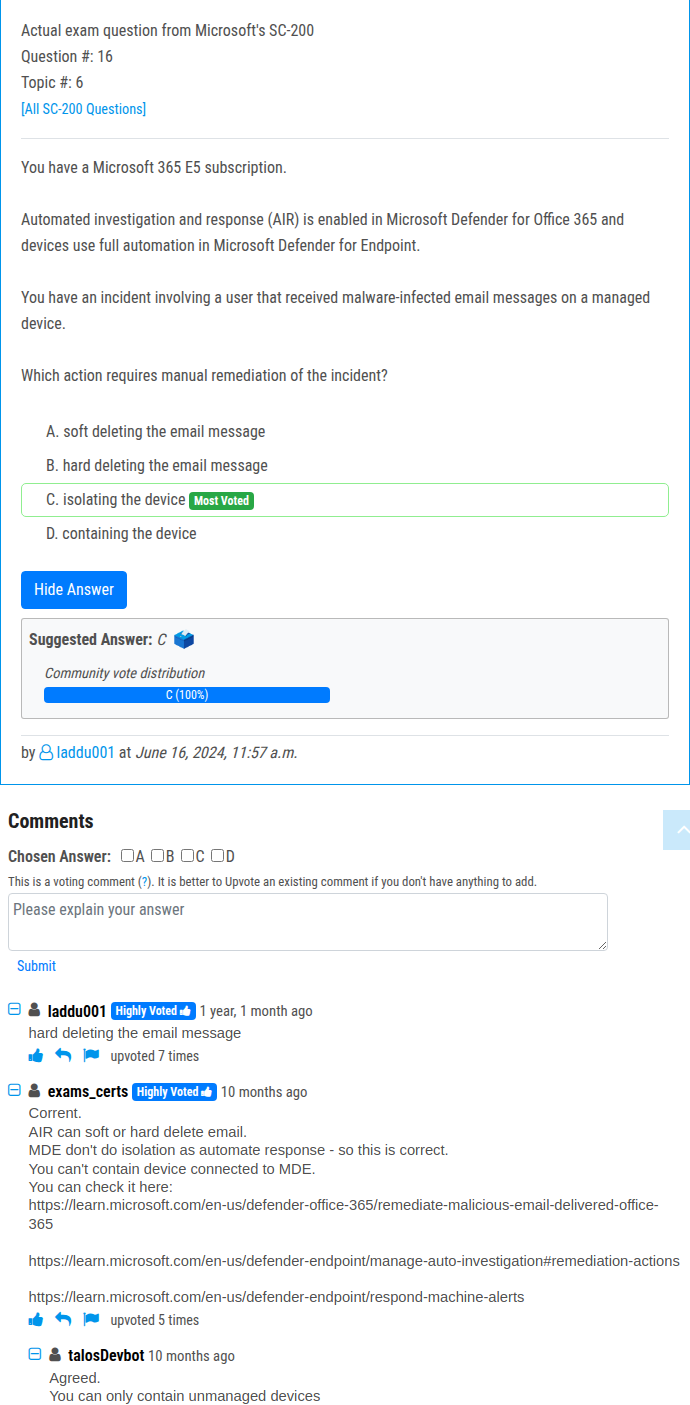 Actual exam question from Microsoft's SC-200
Question #: 16
Topic #: 6
[All SC-200 Questions]
You have a Microsoft 365 E5 subscription.
Automated investigation and response (AIR) is enabled in Microsoft Defender for Office 365 and
devices use full automation in Microsoft Defender for Endpoint.
You have an incident involving a user that received malware-infected email messages on a managed
device.
Which action requires manual remediation of the incident?
A. soft deleting the email message
B. hard deleting the email message
C. isolating the device Most Voted
D. containing the device
Hide Answer
Suggested Answer: C
Community vote distribution
C (100%)
by laddu001 at June 16, 2024, 11:57 a.m.
Comments
Chosen Answer: A B C D
This is a voting comment (?). It is better to Upvote an existing comment if you don't have anything to add.
Please explain your answer
Submit
laddu001 Highly Voted 1 year, 1 month ago
hard deleting the email message
upvoted 7 times
exams_certs Highly Voted 10 months ago
Corrent.
AIR can soft or hard delete email.
MDE don't do isolation as automate response - so this is correct.
You can't contain device connected to MDE.
You can check it here:
https://learn.microsoft.com/en-us/defender-office-365/remediate-malicious-email-delivered-office-
365
https://learn.microsoft.com/en-us/defender-endpoint/manage-auto-investigation#remediation-actions
https://learn.microsoft.com/en-us/defender-endpoint/respond-machine-alerts
upvoted 5 times
talosDevbot 10 months ago
Agreed.
You can only contain unmanaged devices